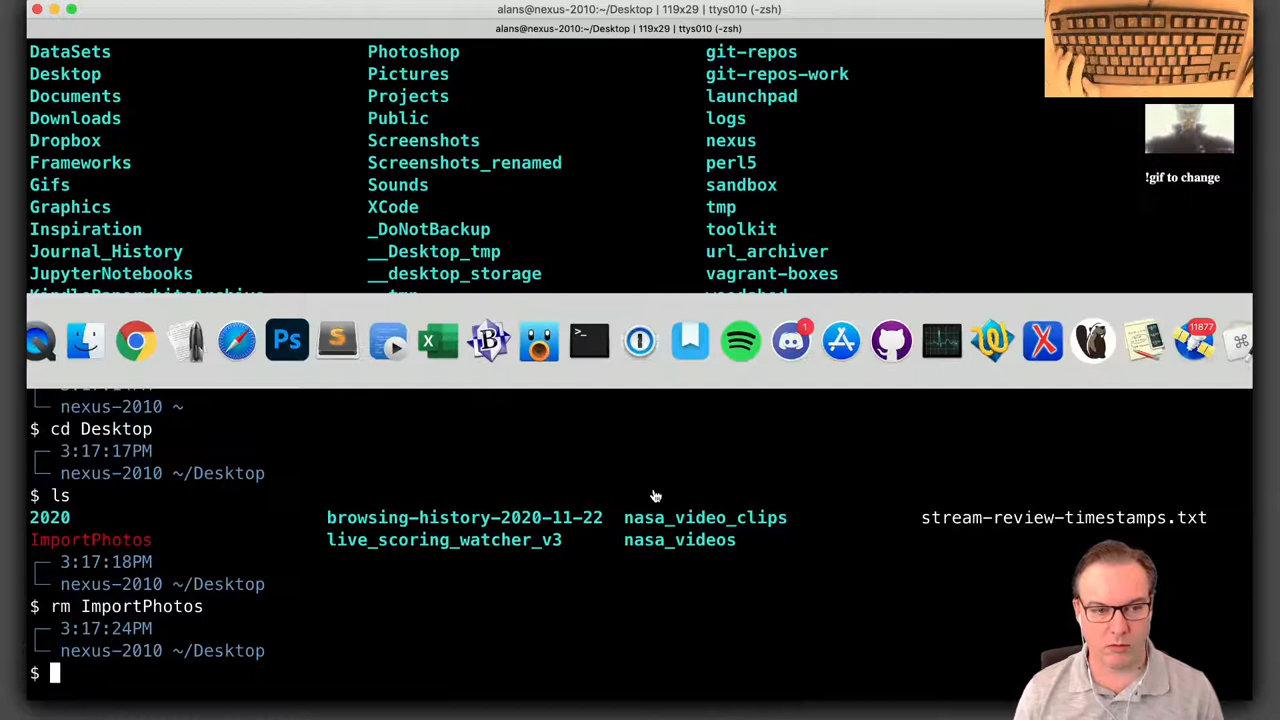 alans@nexus-2010:~/Desktop | 119x29 | ttys010 (-zsh)
alans@nexus-2010:~/Desktop | 119x29 | ttys010 (-zsh)
DataSets Photoshop git-repos
Desktop Pictures git-repos-work
Documents Projects launchpad
Downloads Public logs
Dropbox Screenshots nexus
Frameworks Screenshots_renamed perl5
Gifs Sounds sandbox
Graphics XCode tmp
Inspiration _DoNotBackup toolkit
Journal_History __Desktop_tmp url_archiver
JupyterNotebooks __desktop_storage vagrant-boxes
!gif to change
Ps S X B >_ 1 11877
nexus-2010 ~
$ cd Desktop
3:17:17PM
nexus-2010 ~/Desktop
$ ls
2020 browsing-history-2020-11-22 nasa_video_clips stream-review-timestamps.txt
ImportPhotos live_scoring_watcher_v3 nasa_videos
3:17:18PM
nexus-2010 ~/Desktop
$ rm ImportPhotos
3:17:24PM
nexus-2010 ~/Desktop
$